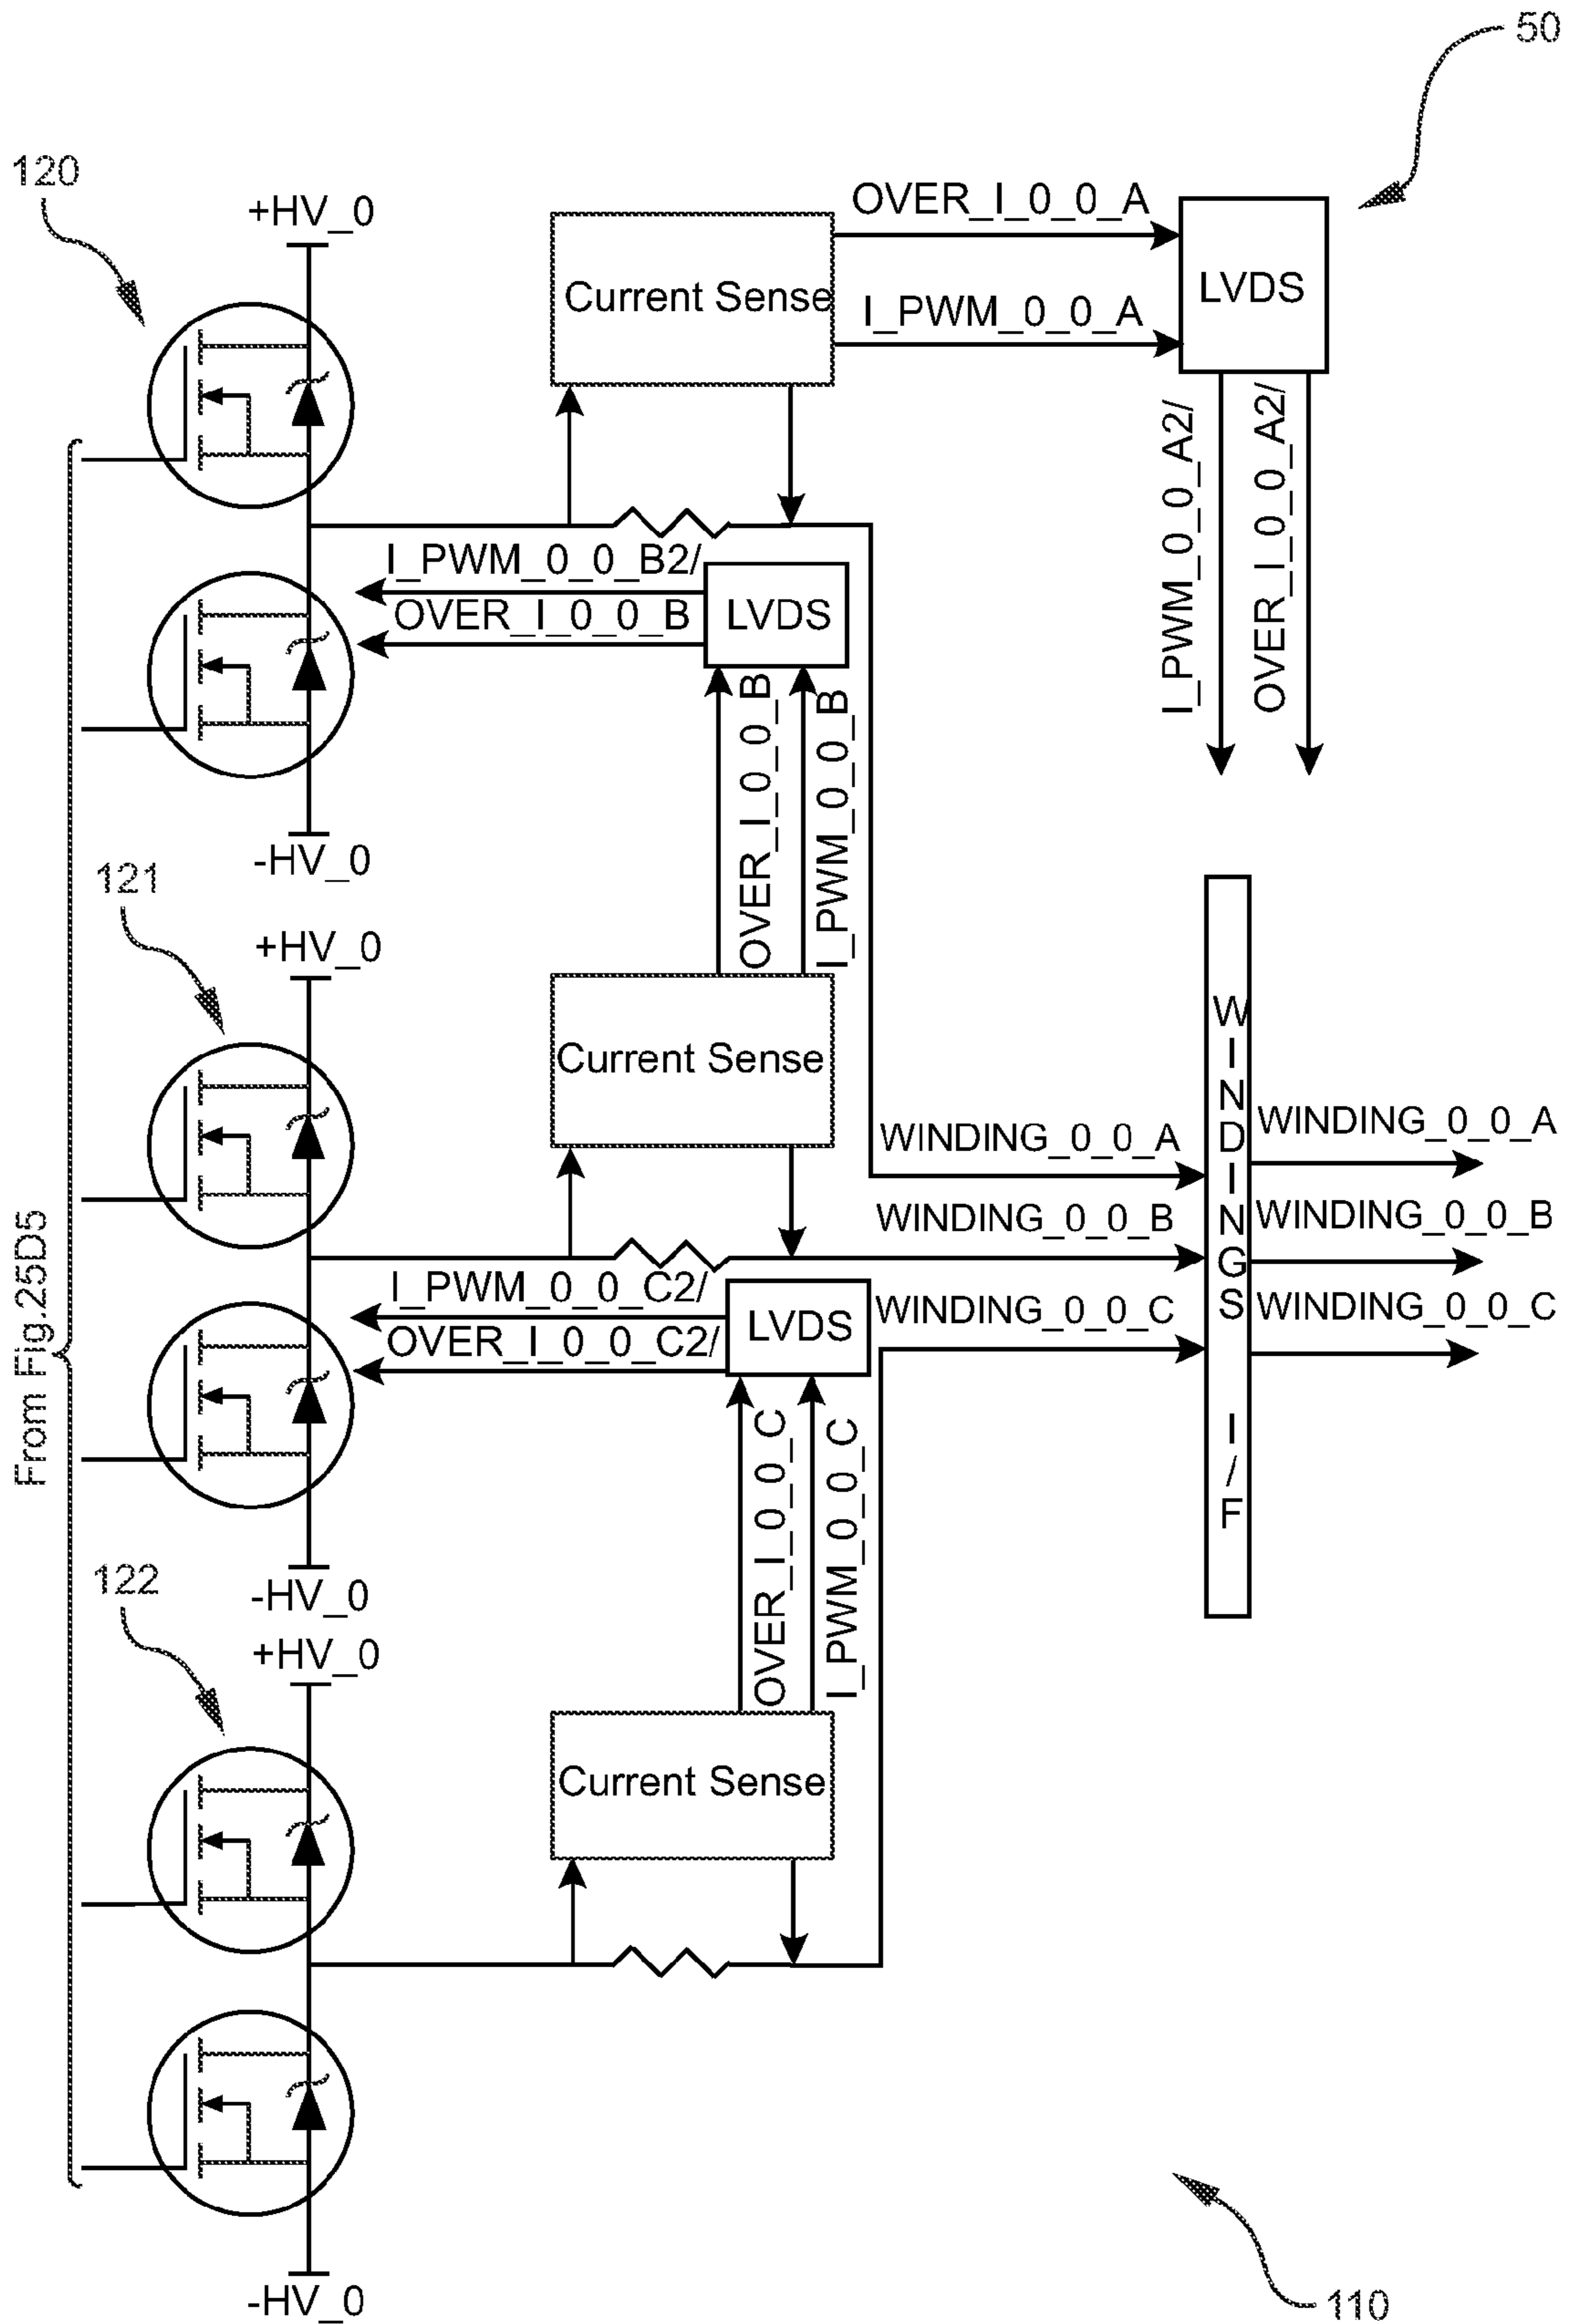 50
120
+HV_0
OVER_I_0_0_A
Current Sense
LVDS
I_PWM_0_0_A
I_PWM_0_0_A2/
OVER_I_0_0_A2/
I_PWM_0_0_B2/
OVER_I_0_0_B
LVDS
OVER_I_0_0_B
I_PWM_0_0_B
-HV_0
121
+HV_0
Current Sense
WINDINGS I/F
WINDING_0_0_A
WINDING_0_0_A
WINDING_0_0_B
WINDING_0_0_B
From Fig.25D5
I_PWM_0_0_C2/
OVER_I_0_0_C2/
LVDS
WINDING_0_0_C
WINDING_0_0_C
OVER_I_0_0_C
I_PWM_0_0_C
-HV_0
122
+HV_0
Current Sense
-HV_0
110